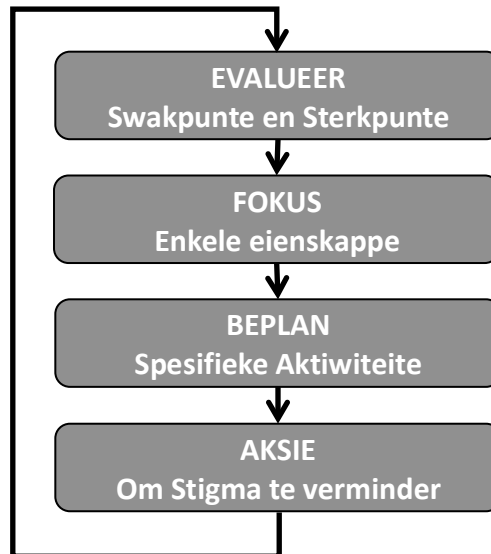 EVALUEER
Swakpunte en Sterkpunte
FOKUS
Enkele eienskappe
BEPLAN
Spesifieke Aktiwiteite
AKSIE
Om Stigma te verminder